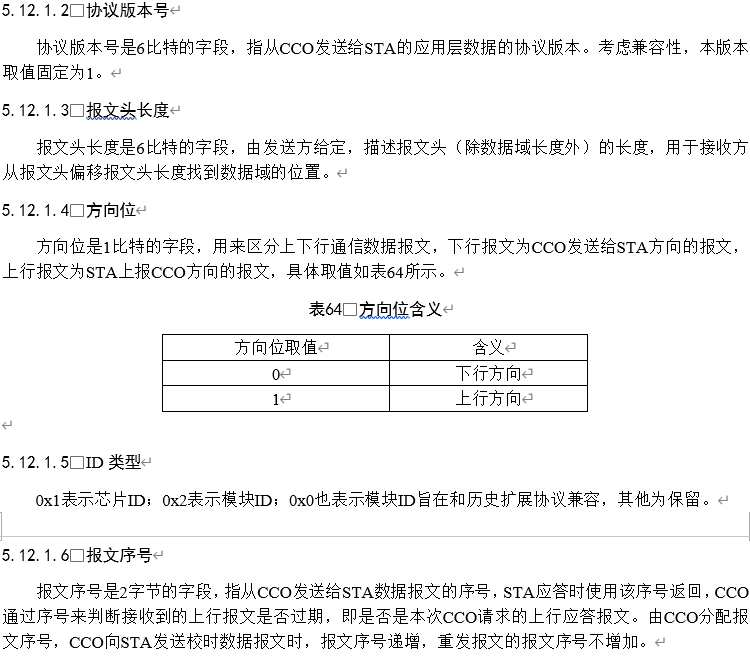 5.12.1.2 协议版本号
协议版本号是6比特的字段，指从CCO发送给STA的应用层数据的协议版本。考虑兼容性，本版本
取值固定为1。
5.12.1.3 报文头长度
报文头长度是6比特的字段，由发送方给定，描述报文头（除数据域长度外）的长度，用于接收方
从报文头偏移报文头长度找到数据域的位置。
5.12.1.4 方向位
方向位是1比特的字段，用来区分上下行通信数据报文，下行报文为CCO发送给STA方向的报文，
上行报文为STA上报CCO方向的报文，具体取值如表64所示。
表64 方向位含义
方向位取值 含义
0 下行方向
1 上行方向
5.12.1.5 ID 类型
0x1表示芯片ID；0x2表示模块ID；0x0也表示模块ID旨在和历史扩展协议兼容，其他为保留。
5.12.1.6 报文序号
报文序号是2字节的字段，指从CCO发送给STA数据报文的序号，STA应答时使用该序号返回，CCO
通过序号来判断接收到的上行报文是否过期，即是否是本次CCO请求的上行应答报文。由CCO分配报
文序号，CCO向STA发送校时数据报文时，报文序号递增，重发报文的报文序号不增加。